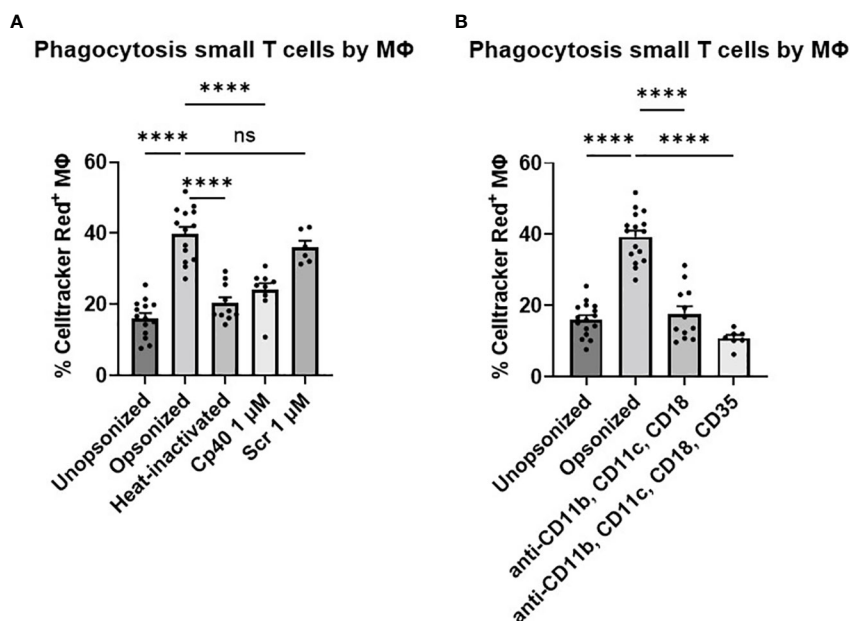 A
Phagocytosis small T cells by MΦ
****
**** ns
****
% Celltracker Red+ MΦ
60
40
20
0
Unopsonized
Opsonized
Heat-inactivated
Cp40 1 µM
Scr 1 µM
B
Phagocytosis small T cells by MΦ
****
**** ****
% Celltracker Red+ MΦ
60
40
20
0
Unopsonized
Opsonized
anti-CD11b, CD11c, CD18
anti-CD11b, CD11c, CD18, CD35